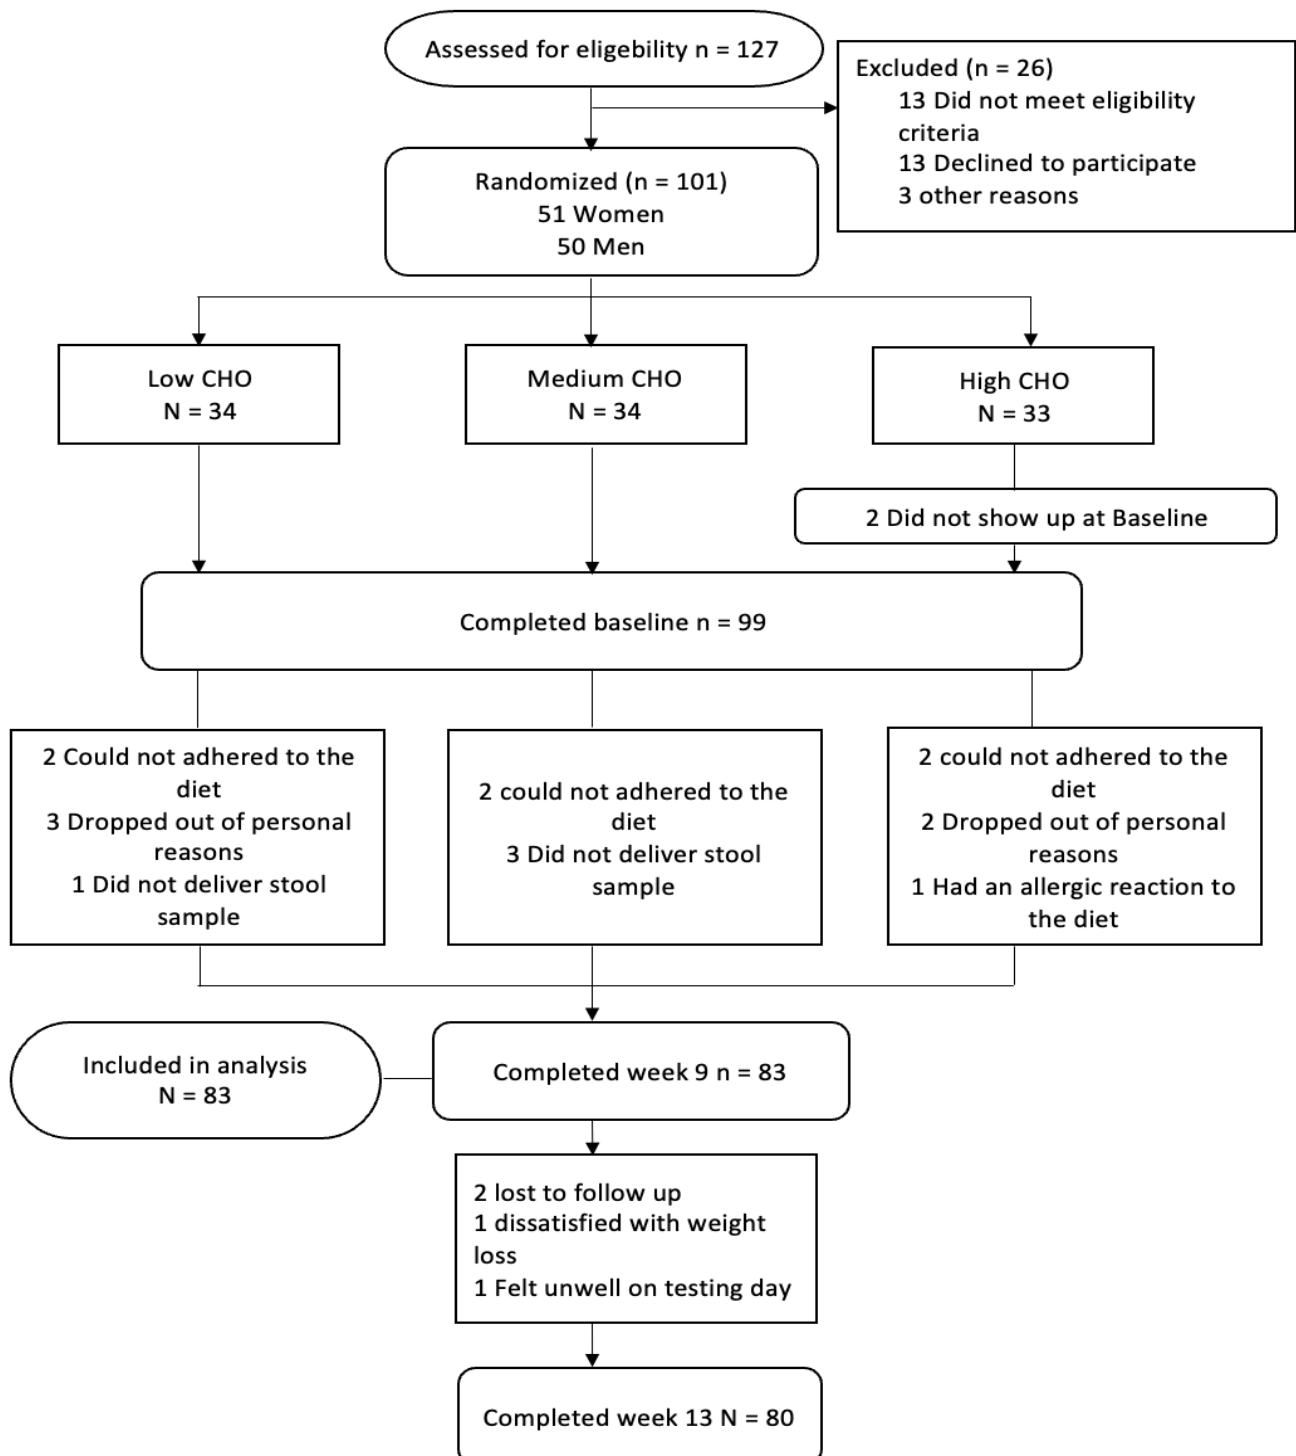 Assessed for eligebility n = 127
Excluded (n = 26)
13 Did not meet eligibility
criteria
13 Declined to participate
3 other reasons
Randomized (n = 101)
51 Women
50 Men
Low CHO
N = 34
Medium CHO
N = 34
High CHO
N = 33
2 Did not show up at Baseline
Completed baseline n = 99
2 Could not adhered to the
diet
3 Dropped out of personal
reasons
1 Did not deliver stool
sample
2 could not adhered to the
diet
3 Did not deliver stool
sample
2 could not adhered to the
diet
2 Dropped out of personal
reasons
1 Had an allergic reaction to
the diet
Included in analysis
N = 83
Completed week 9 n = 83
2 lost to follow up
1 dissatisfied with weight
loss
1 Felt unwell on testing day
Completed week 13 N = 80